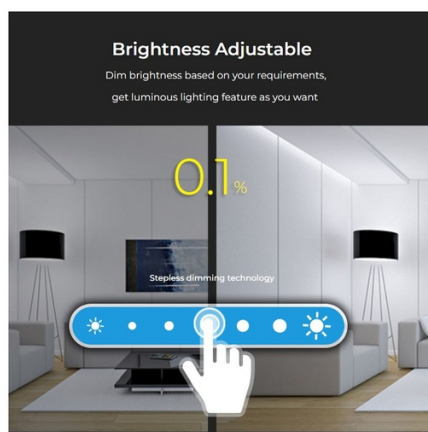 Brightness Adjustable
Dim brightness based on your requirements,
get luminous lighting feature as you want
0.1%
Stepless dimming technology